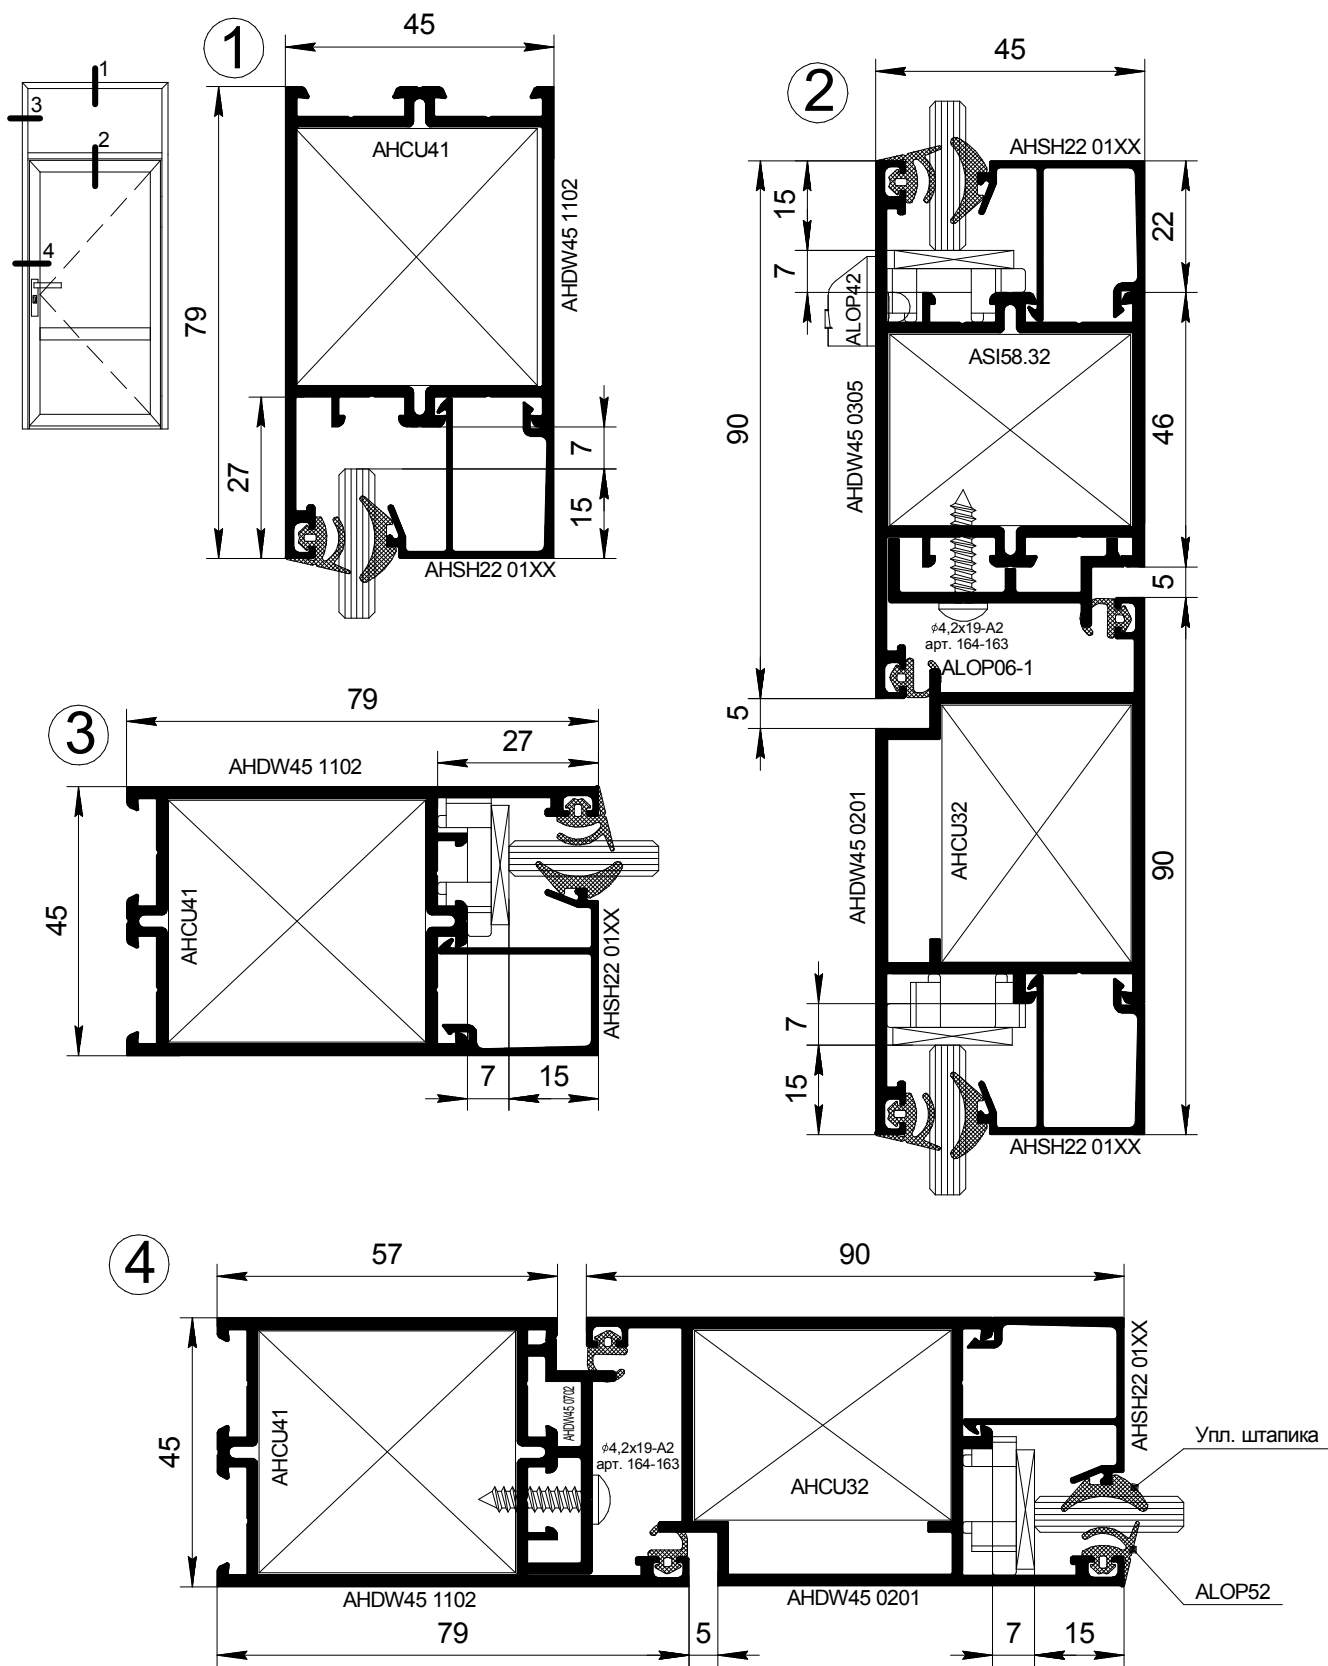 1
3
2
4
1
45
79
AHCU41
AHDW45 1102
27
7
15
AHSH22 01XX
2
45
AHSH22 01XX
15
7
22
ALOP42
ASI58.32
90
AHDW45 0305
46
5
⌀4,2x19-A2
арт. 164-163
ALOP06-1
5
AHDW45 0201
AHCU32
90
7
15
AHSH22 01XX
3
79
27
AHDW45 1102
45
AHCU41
AHSH22 01XX
7
15
4
57
90
45
AHCU41
AHDW45 0702
⌀4,2x19-A2
арт. 164-163
AHCU32
AHSH22 01XX
Упл. штапика
ALOP52
AHDW45 1102
AHDW45 0201
79
5
7
15